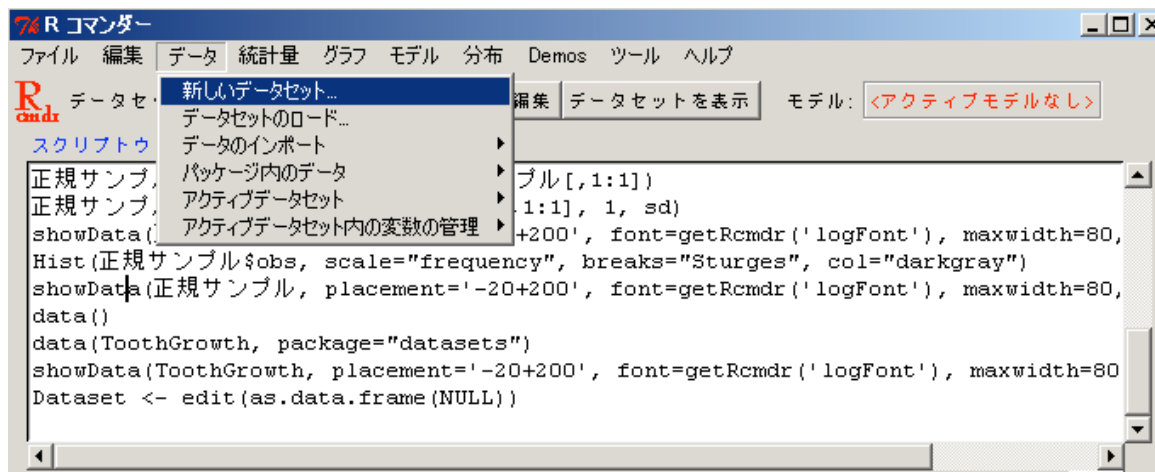 R コマンダー
ファイル 編集 データ 統計量 グラフ モデル 分布 Demos ツール ヘルプ
R cmdr データセ 編集 データセットを表示 モデル: <アクティブモデルなし>
新しいデータセット...
データセットのロード...
データのインポート
パッケージ内のデータ
アクティブデータセット
アクティブデータセット内の変数の管理
スクリプトウ
正規サンプ プル[,1:1])
正規サンプ .1:1], 1, sd)
showData( +200', font=getRcmdr('logFont'), maxwidth=80,
Hist(正規サンプル$obs, scale="frequency", breaks="Sturges", col="darkgray")
showData(正規サンプル, placement='-20+200', font=getRcmdr('logFont'), maxwidth=80,
data()
data(ToothGrowth, package="datasets")
showData(ToothGrowth, placement='-20+200', font=getRcmdr('logFont'), maxwidth=80
Dataset <- edit(as.data.frame(NULL))